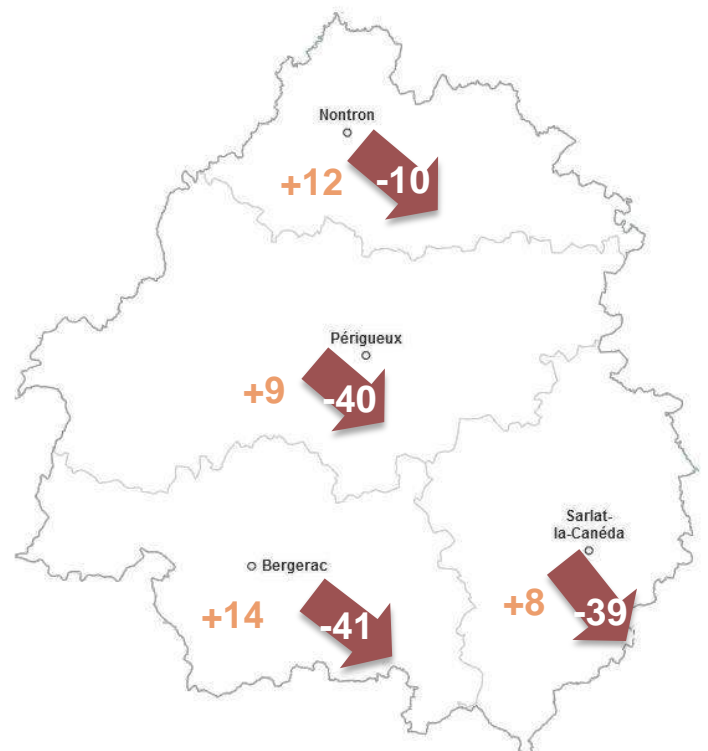 Nontron
+12
-10
Périgueux
+9
-40
Sarlat-
la-Canéda
Bergerac
+14
-41
+8
-39